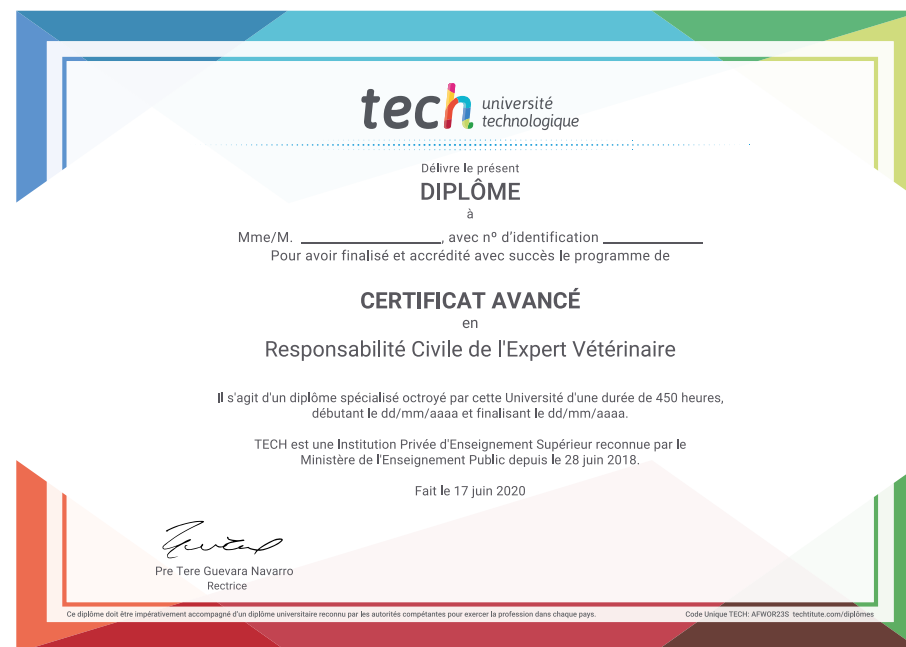 tech université
technologique
Délivre le présent
DIPLÔME
à
Mme/M. ____________________, avec nº d'identification ______________
Pour avoir finalisé et accrédité avec succès le programme de
CERTIFICAT AVANCÉ
en
Responsabilité Civile de l'Expert Vétérinaire
Il s'agit d'un diplôme spécialisé octroyé par cette Université d'une durée de 450 heures,
débutant le dd/mm/aaaa et finalisant le dd/mm/aaaa.
TECH est une Institution Privée d'Enseignement Supérieur reconnue par le
Ministère de l'Enseignement Public depuis le 28 juin 2018.
Fait le 17 juin 2020
Pre Tere Guevara Navarro
Rectrice
Ce diplôme doit être impérativement accompagné d'un diplôme universitaire reconnu par les autorités compétantes pour exercer la profession dans chaque pays.
Code Unique TECH: AFWOR23S techtitute.com/diplômes